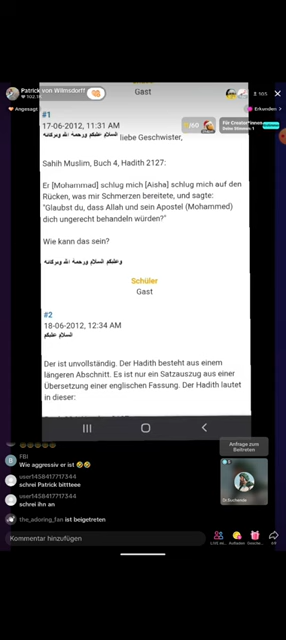 Patrick von Wilmsdorff
Gast
#1
17-06-2012, 11:31 AM
السلام عليكم ورحمة الله وبركاته liebe Geschwister,
Sahih Muslim, Buch 4, Hadith 2127:
Er [Mohammad] schlug mich [Aisha] schlug mich auf den
Rücken, was mir Schmerzen bereitete, und sagte:
"Glaubst du, dass Allah und sein Apostel (Mohammed)
dich ungerecht behandeln würden?"
Wie kann das sein?
وعليكم السلام ورحمة الله وبركاته
Schüler
Gast
#2
18-06-2012, 12:34 AM
السلام عليكم
Der ist unvollständig. Der Hadith besteht aus einem
längeren Abschnitt. Es ist nur ein Satzauszug aus einer
Übersetzung einer englischen Fassung. Der Hadith lautet
in dieser:
Anfrage zum
Beitreten
FBI
Wie aggressiv er ist 🤣🤣
user1458417717344
schrei Patrick bitttene
user1458417717344
schrei ihn an
the_adoring_fan ist beigetreten
Kommentar hinzufügen